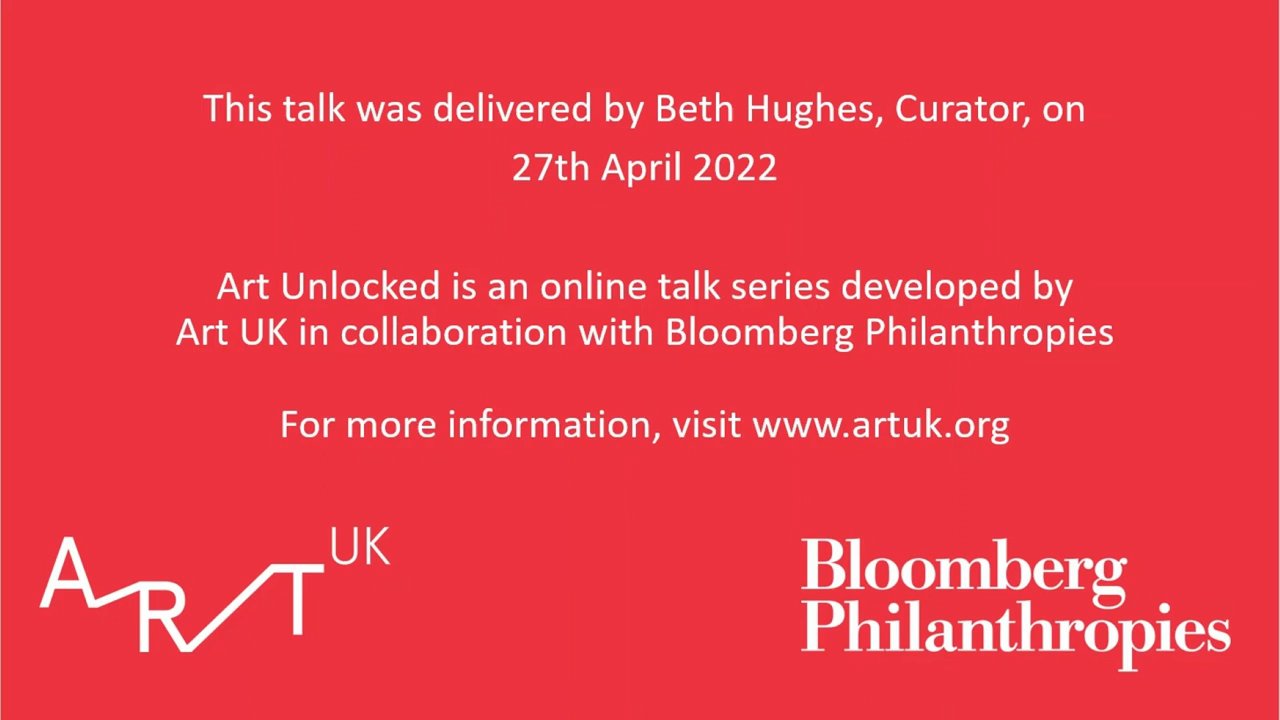 This talk was delivered by Beth Hughes, Curator, on
27th April 2022
Art Unlocked is an online talk series developed by
Art UK in collaboration with Bloomberg Philanthropies
For more information, visit www.artuk.org
ART UK
Bloomberg
Philanthropies